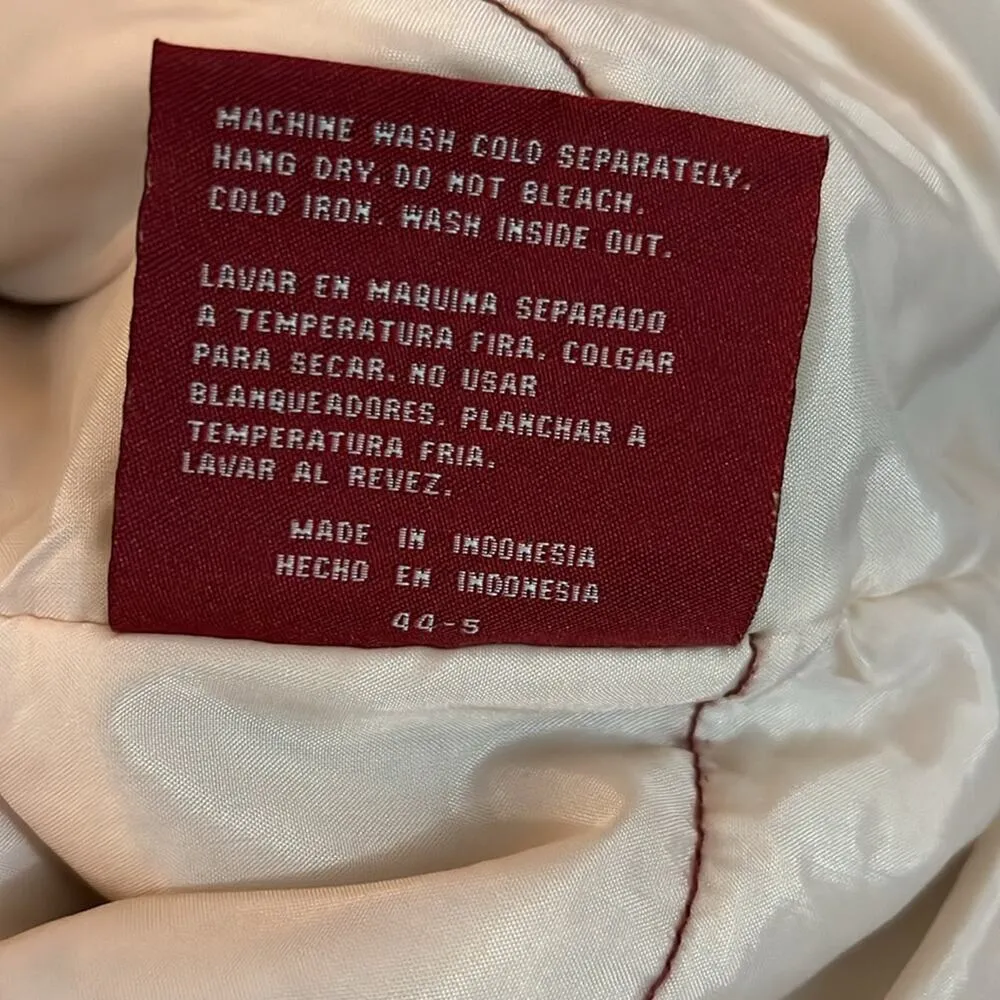 MACHINE WASH COLD SEPARATELY.
HANG DRY. DO NOT BLEACH.
COLD IRON. WASH INSIDE OUT.
LAVAR EN MAQUINA SEPARADO
A TEMPERATURA FIRA. COLGAR
PARA SECAR. NO USAR
BLANQUEADORES. PLANCHAR A
TEMPERATURA FRIA.
LAVAR AL REVEZ.
MADE IN INDONESIA
HECHO EN INDONESIA
44-5